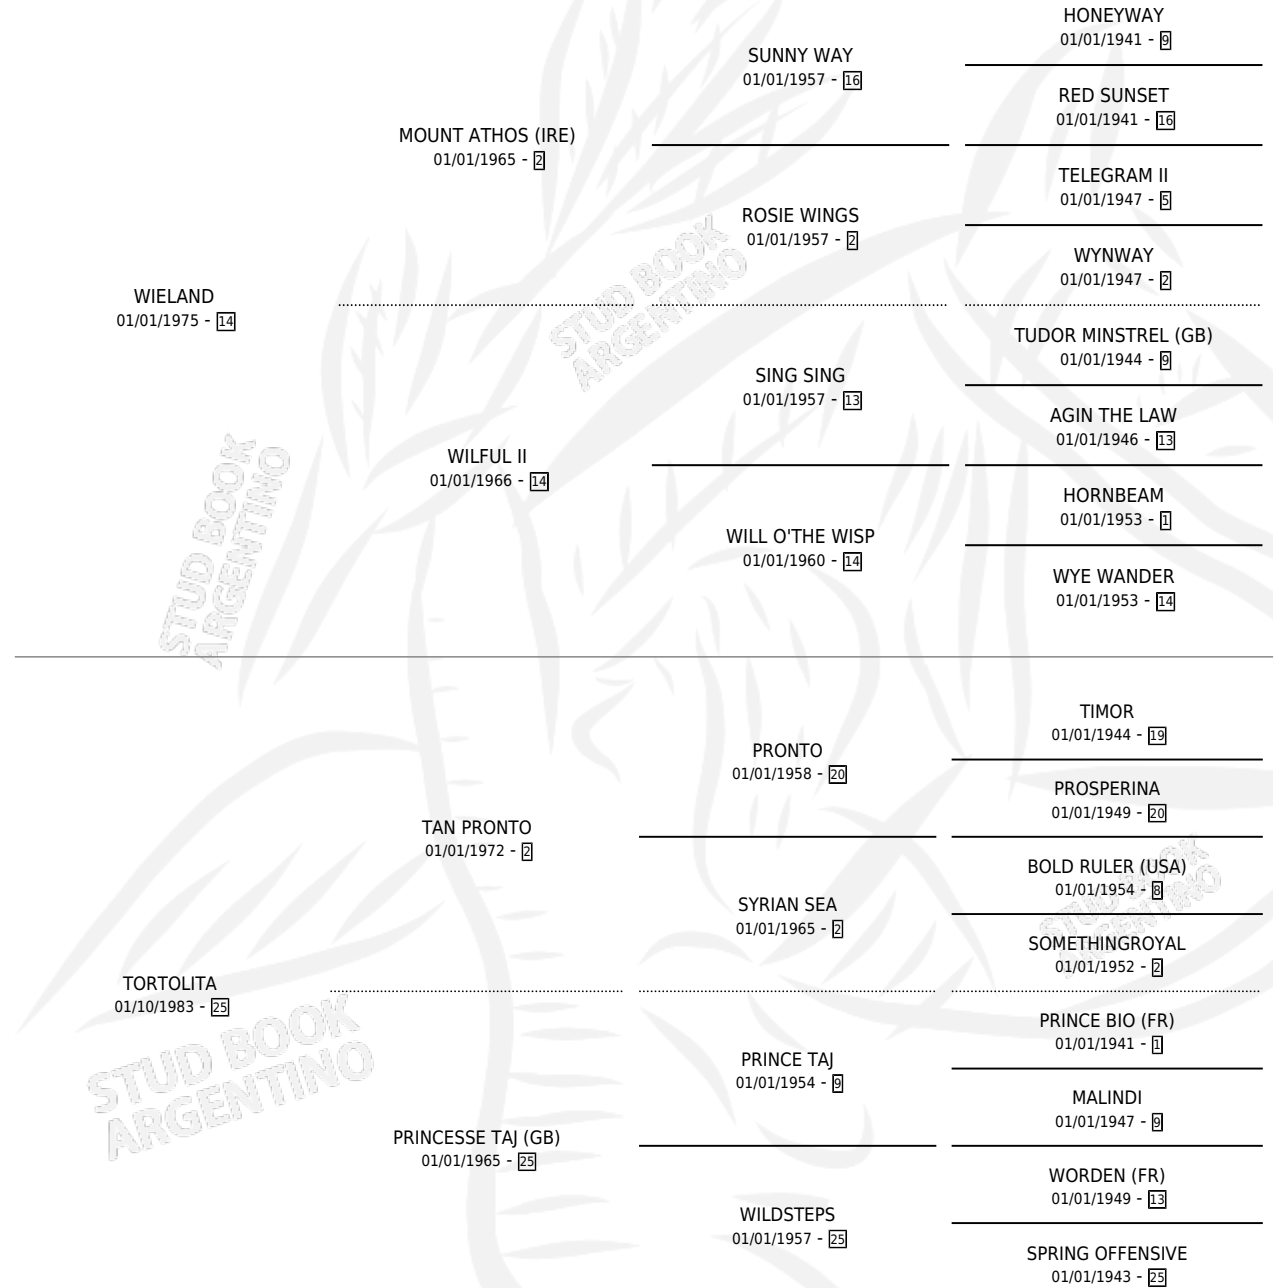 HONEYWAY
01/01/1941 - 9
SUNNY WAY
01/01/1957 - 16
RED SUNSET
01/01/1941 - 16
MOUNT ATHOS (IRE)
01/01/1965 - 2
TELEGRAM II
01/01/1947 - 5
ROSIE WINGS
01/01/1957 - 2
WYNWAY
01/01/1947 - 2
WIELAND
01/01/1975 - 14
TUDOR MINSTREL (GB)
01/01/1944 - 9
SING SING
01/01/1957 - 13
AGIN THE LAW
01/01/1946 - 13
WILFUL II
01/01/1966 - 14
HORNBEAM
01/01/1953 - 1
WILL O'THE WISP
01/01/1960 - 14
WYE WANDER
01/01/1953 - 14
STUD BOOK
ARGENTINO
STUD BOOK
ARGENTINO
TIMOR
01/01/1944 - 19
PRONTO
01/01/1958 - 20
PROSPERINA
01/01/1949 - 20
TAN PRONTO
01/01/1972 - 2
BOLD RULER (USA)
01/01/1954 - 8
SYRIAN SEA
01/01/1965 - 2
SOMETHINGROYAL
01/01/1952 - 2
TORTOLITA
01/10/1983 - 25
PRINCE BIO (FR)
01/01/1941 - 1
PRINCE TAJ
01/01/1954 - 9
MALINDI
01/01/1947 - 9
PRINCESSE TAJ (GB)
01/01/1965 - 25
WORDEN (FR)
01/01/1949 - 13
WILDSTEPS
01/01/1957 - 25
SPRING OFFENSIVE
01/01/1943 - 25
STUD BOOK
ARGENTINO
STUD BOOK
ARGENTINO